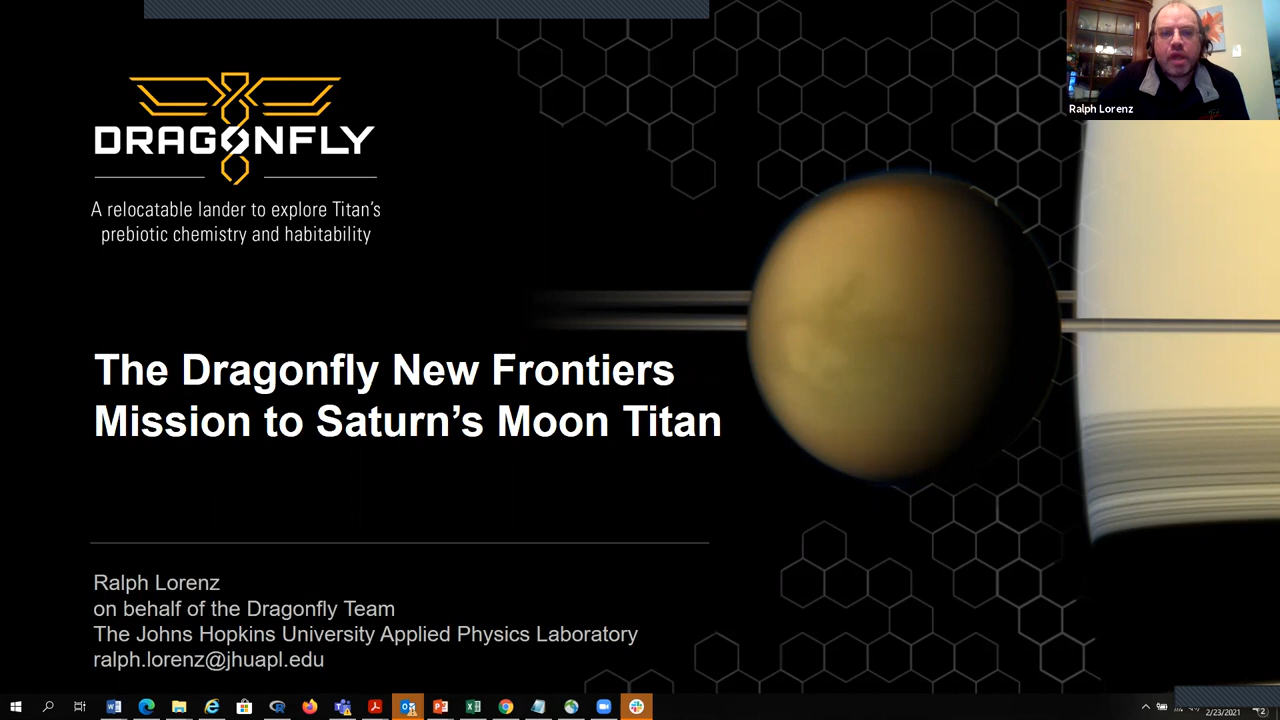 Ralph Lorenz
DRAGONFLY
A relocatable lander to explore Titan's
prebiotic chemistry and habitability
The Dragonfly New Frontiers
Mission to Saturn's Moon Titan
Ralph Lorenz
on behalf of the Dragonfly Team
The Johns Hopkins University Applied Physics Laboratory
ralph.lorenz@jhuapl.edu
2/23/2021